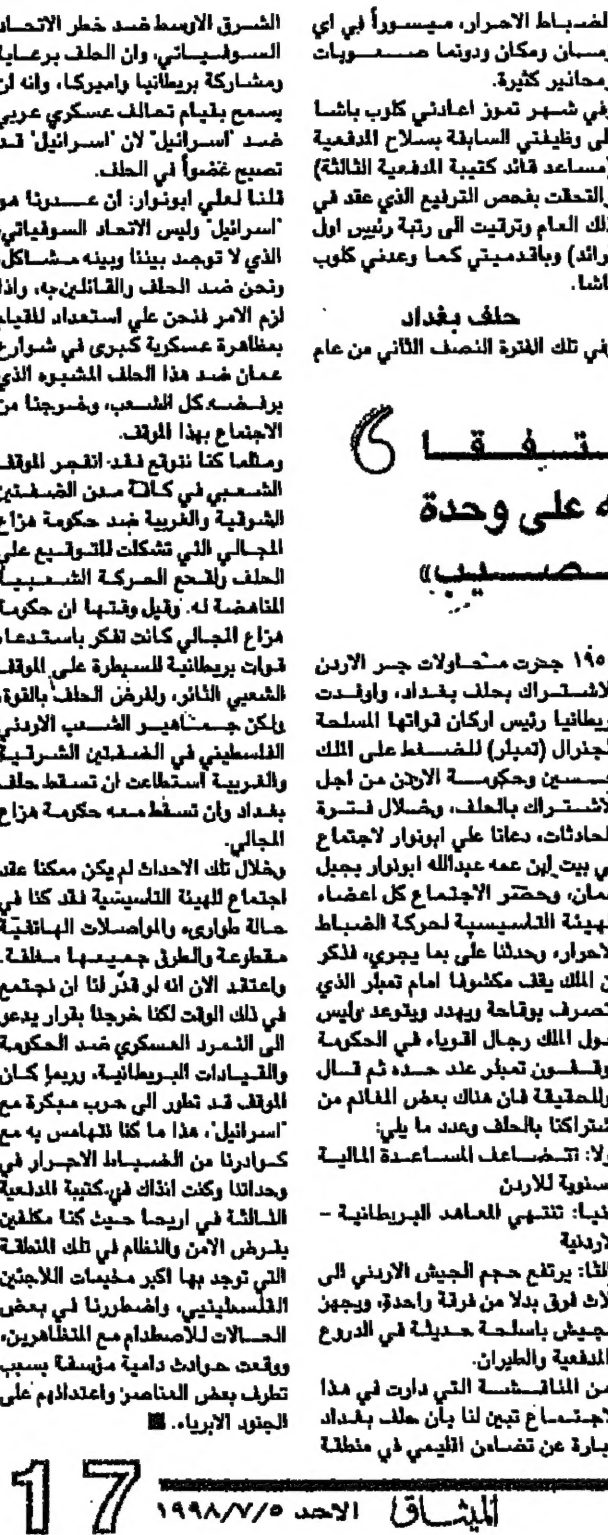 الضباط الاحرار، ميسوراً في اي
زمان ومكان ودونما صعوبات
ومحاذير كثيرة.
وفي شهر تموز اعادني كلوب باشا
الى وظيفتي السابقة بسلاح المدفعية
(مساعد قائد كتيبة المدفعية الثالثة)
والتحقت بفحص الترفيع الذي عقد في
ذلك العام وترقيت الى رتبة رئيس اول
(رائد) وباقدميتي كما وعدني كلوب
باشا.
حلف بغداد
وفي تلك الفترة النصف الثاني من عام
ـتـفـقـا
ـه على وحدة
ـصـيـب»
١٩٥ جرت محاولات جر الاردن
للاشتراك بحلف بغداد، واوفدت
بريطانيا رئيس اركان قواتها المسلحة
الجنرال (تمبلر) للضغط على الملك
حسين وحكومة الاردن من اجل
الاشتراك بالحلف، وخلال فترة
المحادثات، دعانا علي ابونوار لاجتماع
في بيت إبن عمه عبدالله ابونوار بجبل
عمان، وحضر الاجتماع كل اعضاء
الهيئة التاسيسية لحركة الضباط
الاحرار، وحدثنا علي بما يجري، فذكر
ان الملك يقف مكشوفا امام تمبلر الذي
يتصرف بوقاحة ويهدد ويتوعد وليس
حول الملك رجال اقوياء في الحكومة
يوقفون تمبلر عند حده ثم قال
وللحقيقة فان هناك بعض المغانم من
اشتراكنا بالحلف وعدد ما يلي:
اولا: تتضاعف المساعدة المالية
السنوية للاردن
ثانيا: تنتهي المعاهد البريطانية -
الاردنية
ثالثا: يرتفع حجم الجيش الاردني الى
ثلاث فرق بدلا من فرقة واحدة، ويجهز
الجيش باسلحة حديثة في الدروع
والمدفعية والطيران.
ومن المناقشة التي دارت في هذا
الاجتماع تبين لنا بأن حلف بغداد
عبارة عن تضامن اقليمي في منطقة
الشرق الاوسط ضد خطر الاتحاد
السوفياتي، وان الحلف برعاية
ومشاركة بريطانيا واميركا، وانه لن
يسمح بقيام تحالف عسكري عربي
ضد "اسرائيل" لان "اسرائيل" قد
تصبح عضواً في الحلف.
قلنا لعلي ابونوار: ان عدونا هو
"اسرائيل" وليس الاتحاد السوفياتي،
الذي لا توجد بيننا وبينه مشاكل،
ونحن ضد الحلف والقائلين به، واذا
لزم الامر فنحن على استعداد للقيام
بمظاهرة عسكرية كبرى في شوارع
عمان ضد هذا الحلف المشبوه الذي
يرفضه كل الشعب، وخرجنا من
الاجتماع بهذا الموقف.
ومثلما كنا نتوقع فقد انفجر الموقف
الشعبي في كافة مدن الضفتين
الشرقية والغربية ضد حكومة هزاع
المجالي التي تشكلت للتوقيع على
الحلف ولقمع الحركة الشعبية
المناهضة له. وقيل وقتها ان حكومة
هزاع المجالي كانت تفكر باستدعاء
قوات بريطانية للسيطرة على الموقف
الشعبي الثائر، ولفرض الحلف بالقوة،
ولكن جماهير الشعب الاردني
الفلسطيني في الضفتين الشرقية
والغربية استطاعت ان تسقط حلف
بغداد وان تسقط معه حكومة هزاع
المجالي.
وخلال تلك الاحداث لم يكن ممكنا عقد
اجتماع للهيئة التاسيسية فقد كنا في
حالة طوارىء والمواصلات الهاتفية
مقطوعة والطرق جميعها مغلقة.
واعتقد الان انه لو قدّر لنا ان نجتمع
في ذلك الوقت لكنا خرجنا بقرار يدعو
الى التمرد العسكري ضد الحكومة
والقيادات البريطانية، وربما كان
الموقف قد تطور الى حرب مبكرة مع
"اسرائيل"، هذا ما كنا نتهامس به مع
كوادرنا من الضباط الاحرار في
وحداتنا وكنت انذاك في كتيبة المدفعية
الثالثة في اريحا حيث كنا مكلفين
بفرض الامن والنظام في تلك المنطقة
التي توجد بها اكبر مخيمات اللاجئين
الفلسطينيي، واضطررنا في بعض
الحالات للاصطدام مع المتظاهرين،
ووقعت حوادث دامية مؤسفة بسبب
تطرف بعض العناصر واعتدائهم على
الجنود الابرياء.
الميثاق الاحد ١٩٩٨/٧/٥
17